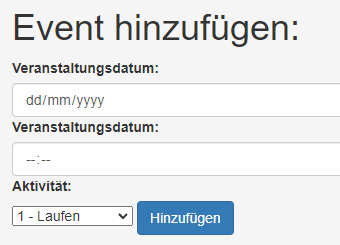 Event hinzufügen:
Veranstaltungsdatum:
dd/mm/yyyy
Veranstaltungsdatum:
--:--
Aktivität:
1 - Laufen Hinzufügen